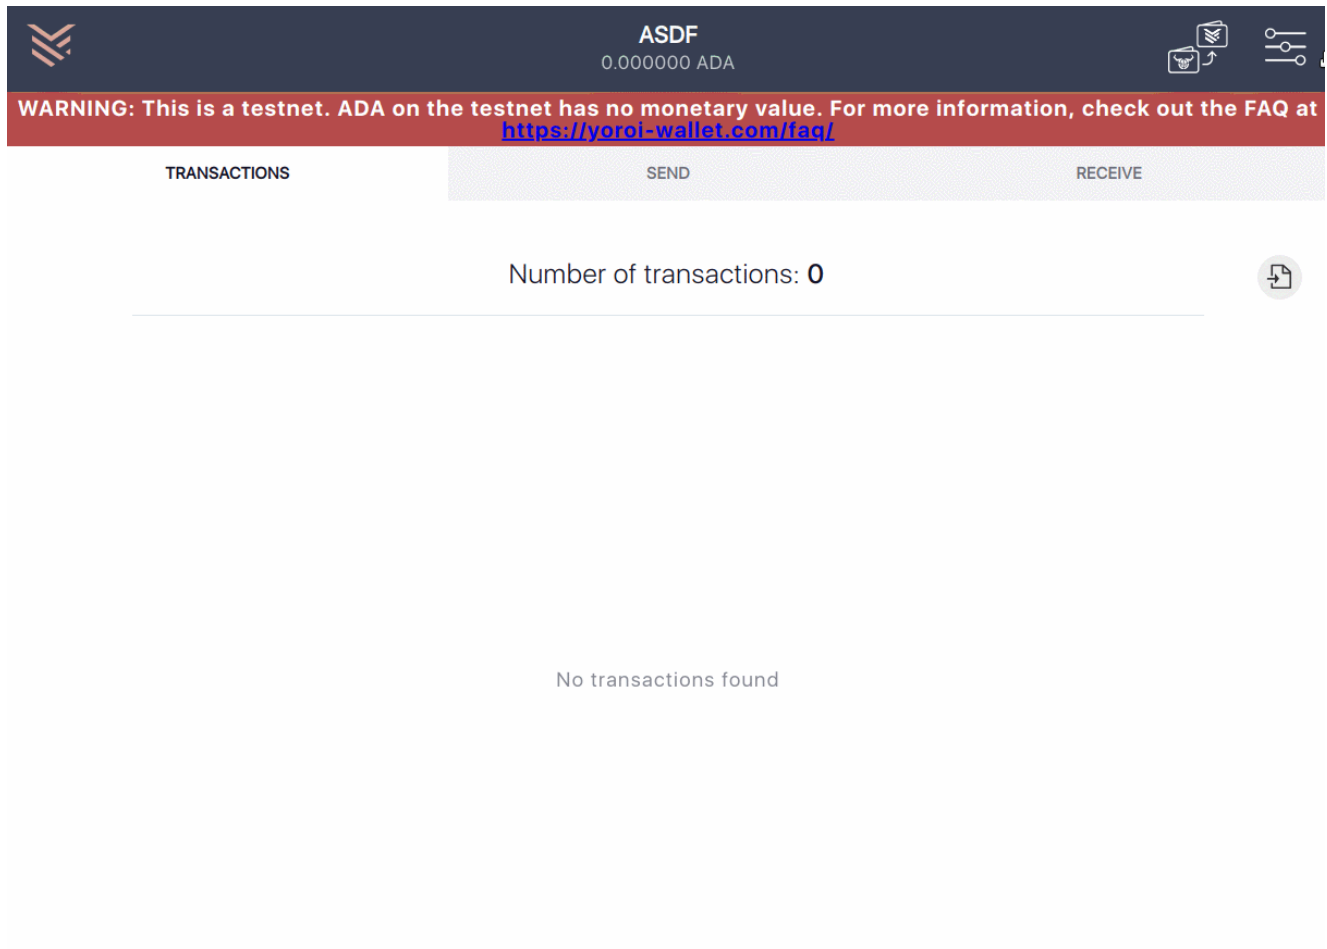 ASDF
0.000000 ADA
WARNING: This is a testnet. ADA on the testnet has no monetary value. For more information, check out the FAQ at
https://yoroi-wallet.com/faq/
TRANSACTIONS SEND RECEIVE
Number of transactions: 0
No transactions found